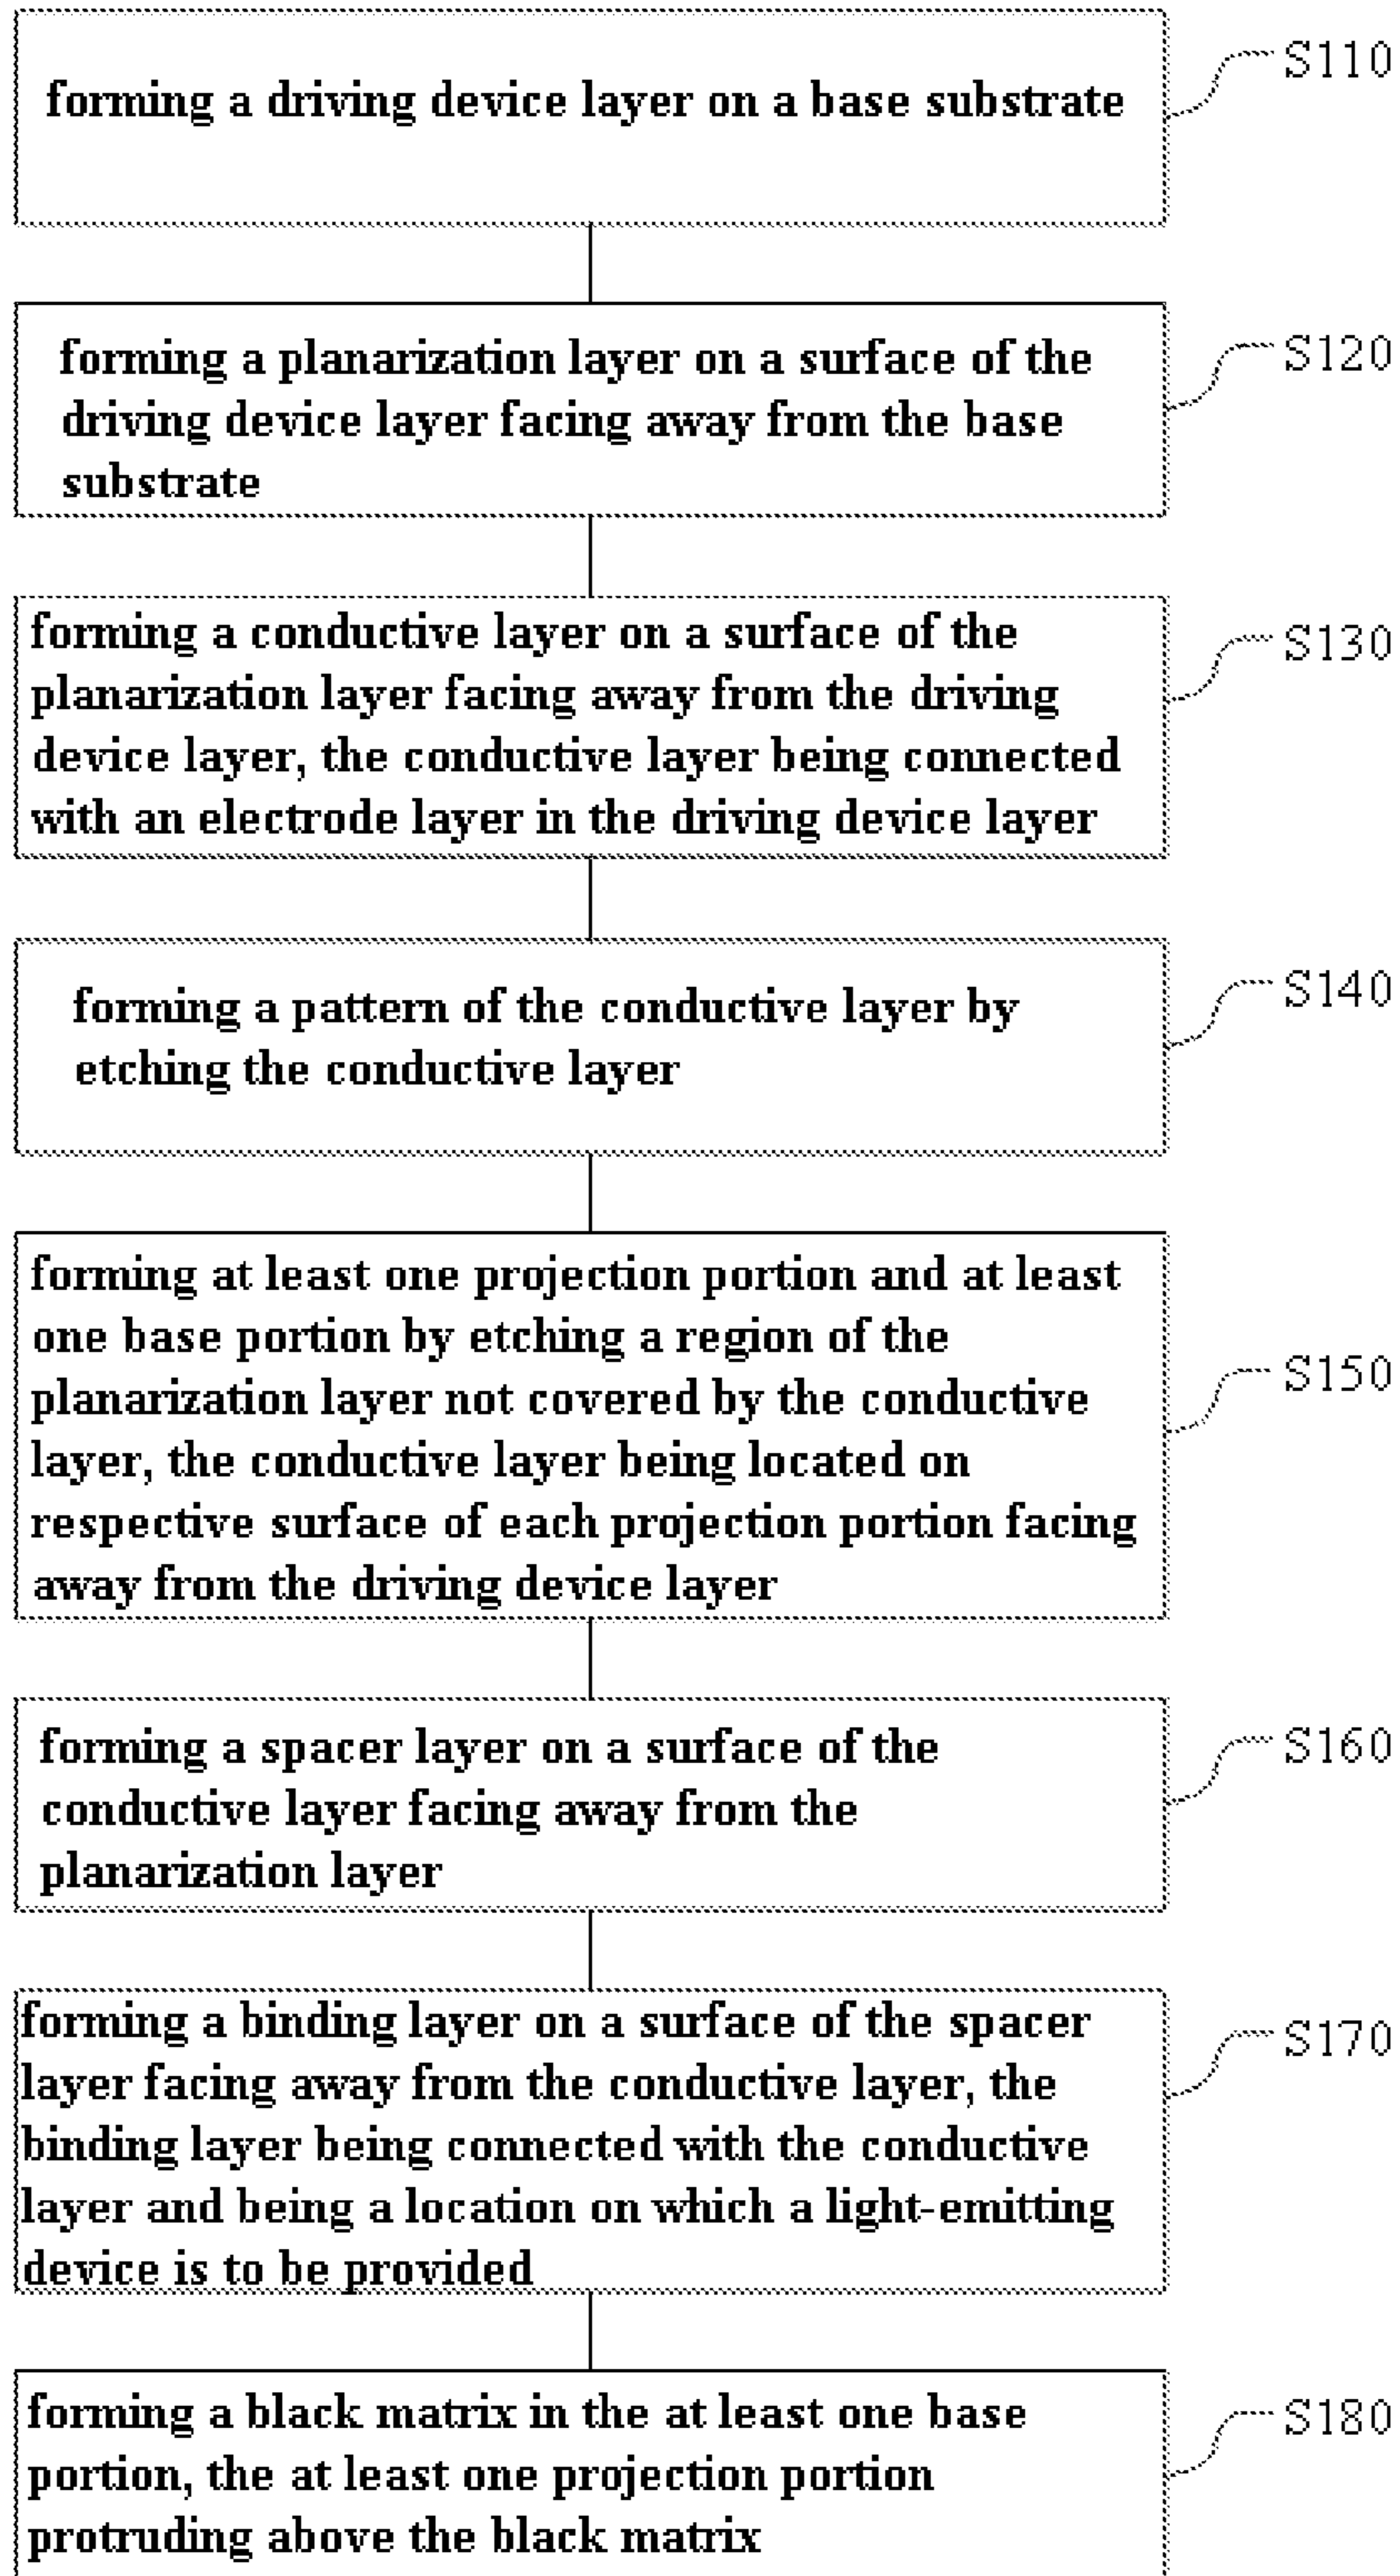 forming a driving device layer on a base substrate
S110
forming a planarization layer on a surface of the
driving device layer facing away from the base
substrate
S120
forming a conductive layer on a surface of the
planarization layer facing away from the driving
device layer, the conductive layer being connected
with an electrode layer in the driving device layer
S130
forming a pattern of the conductive layer by
etching the conductive layer
S140
forming at least one projection portion and at least
one base portion by etching a region of the
planarization layer not covered by the conductive
layer, the conductive layer being located on
respective surface of each projection portion facing
away from the driving device layer
S150
forming a spacer layer on a surface of the
conductive layer facing away from the
planarization layer
S160
forming a binding layer on a surface of the spacer
layer facing away from the conductive layer, the
binding layer being connected with the conductive
layer and being a location on which a light-emitting
device is to be provided
S170
forming a black matrix in the at least one base
portion, the at least one projection portion
protruding above the black matrix
S180